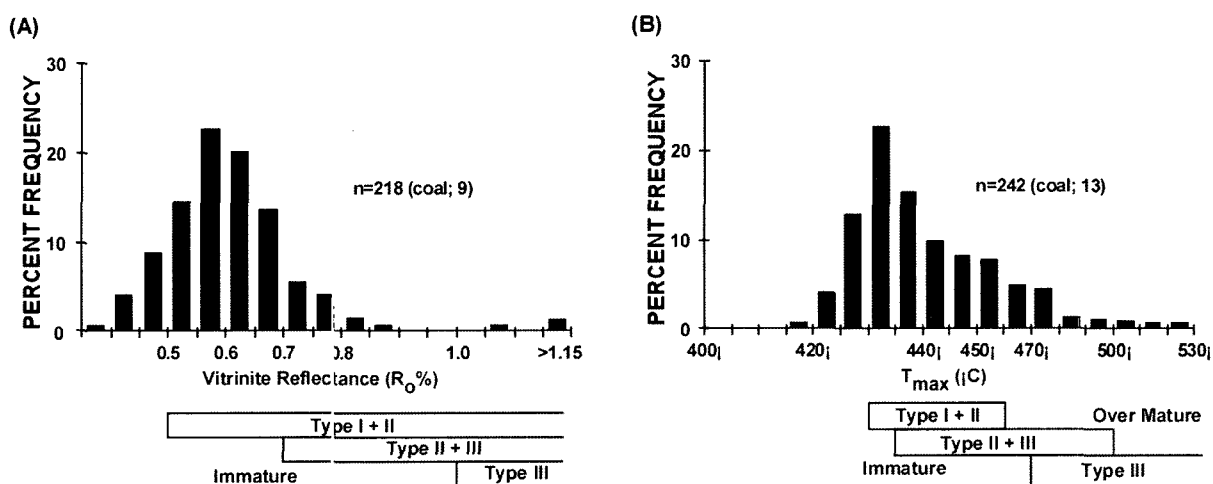 (A)
PERCENT FREQUENCY
30
20
10
0
n=218 (coal; 9)
0.5 0.6 0.7 0.8 1.0 >1.15
Vitrinite Reflectance (Ro%)
Type I + II
Type II + III
Immature Type III
(B)
PERCENT FREQUENCY
30
20
10
0
n=242 (coal; 13)
400¡ 420¡ 440¡ 450¡ 470¡ 500¡ 530¡
Tmax (¡C)
Type I + II Over Mature
Type II + III
Immature Type III